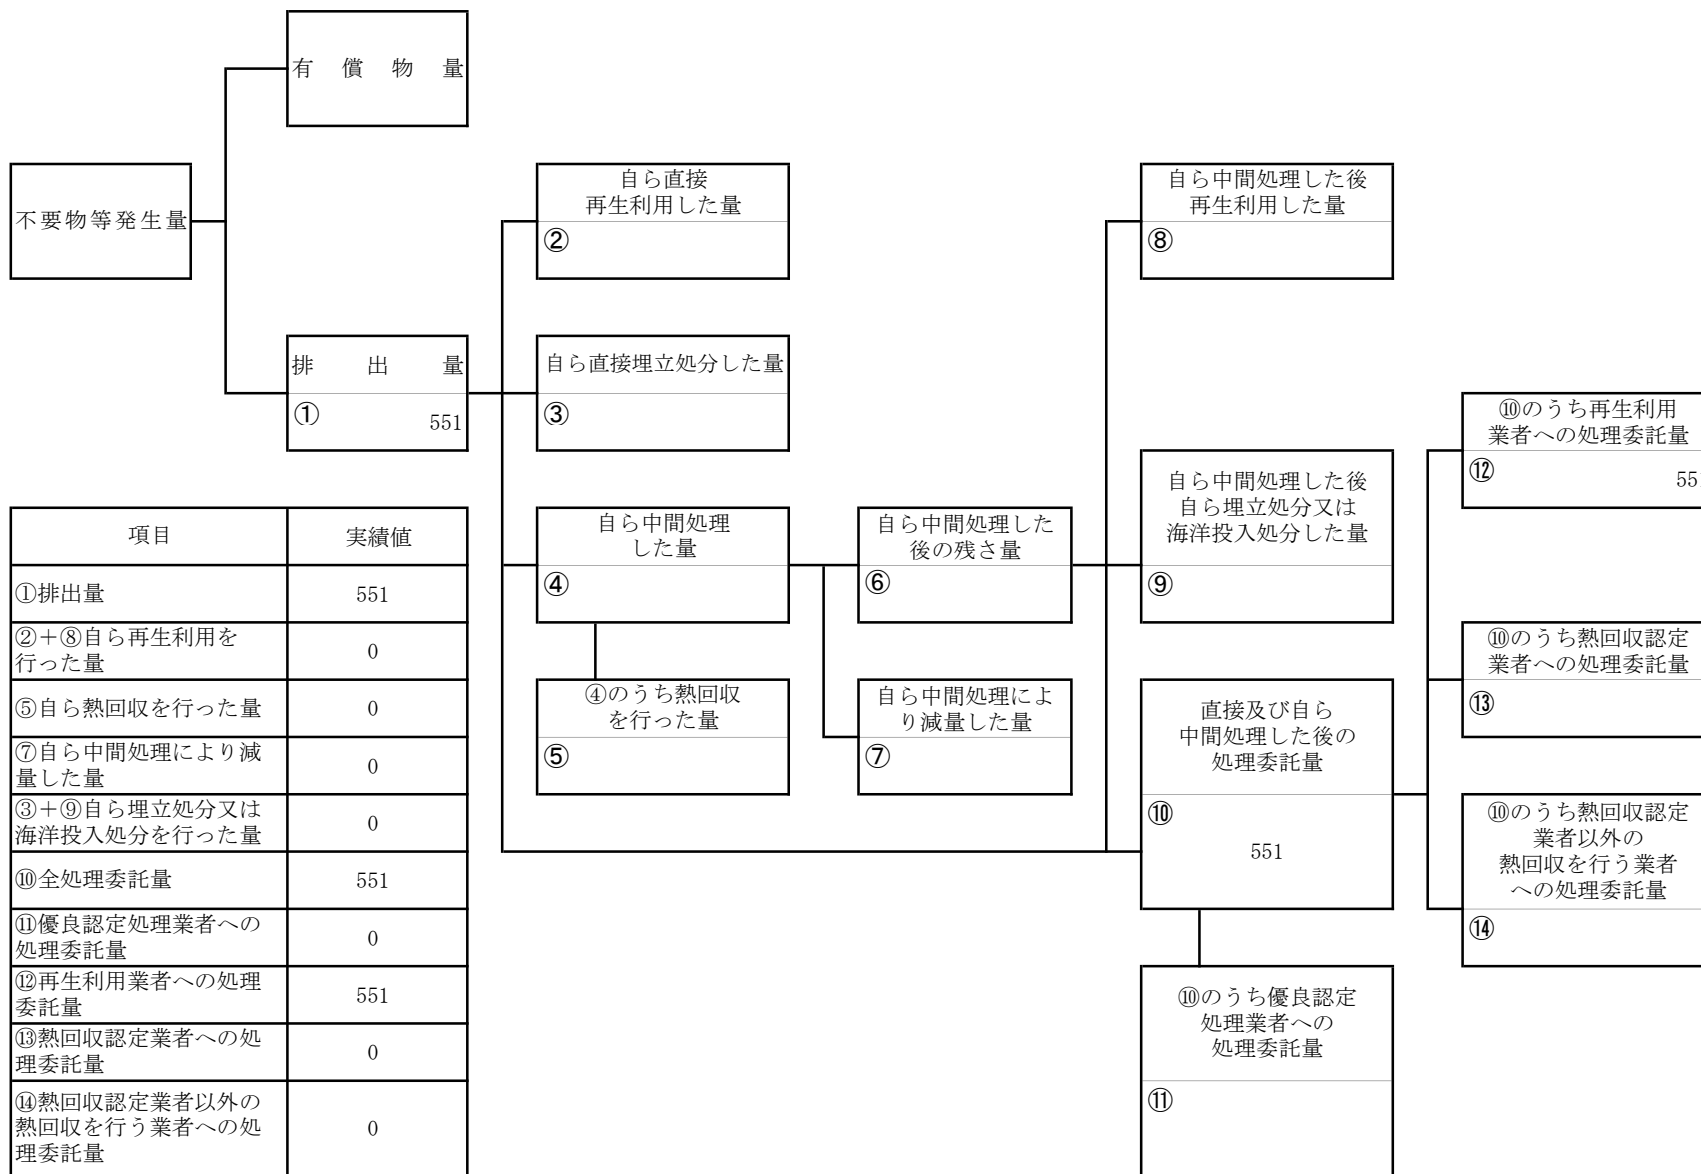 有償物量
不要物等発生量
自ら直接
再生利用した量
②
自ら中間処理した後
再生利用した量
⑧
排出量
①
551
自ら直接埋立処分した量
③
⑩のうち再生利用
業者への処理委託量
⑫
自ら中間処理した後
自ら埋立処分又は
海洋投入処分した量
⑨
自ら中間処理
した量
④
自ら中間処理した
後の残さ量
⑥
⑩のうち熱回収認定
業者への処理委託量
⑬
④のうち熱回収
を行った量
⑤
自ら中間処理によ
り減量した量
⑦
直接及び自ら
中間処理した後の
処理委託量
⑩
551
⑩のうち熱回収認定
業者以外の
熱回収を行う業者
への処理委託量
⑭
⑩のうち優良認定
処理業者への
処理委託量
⑪
項目 実績値
①排出量 551
②+⑧自ら再生利用を
行った量 0
⑤自ら熱回収を行った量 0
⑦自ら中間処理により減
量した量 0
③+⑨自ら埋立処分又は
海洋投入処分を行った量 0
⑩全処理委託量 551
⑪優良認定処理業者への
処理委託量 0
⑫再生利用業者への処理
委託量 551
⑬熱回収認定業者への処
理委託量 0
⑭熱回収認定業者以外の
熱回収を行う業者への処
理委託量 0